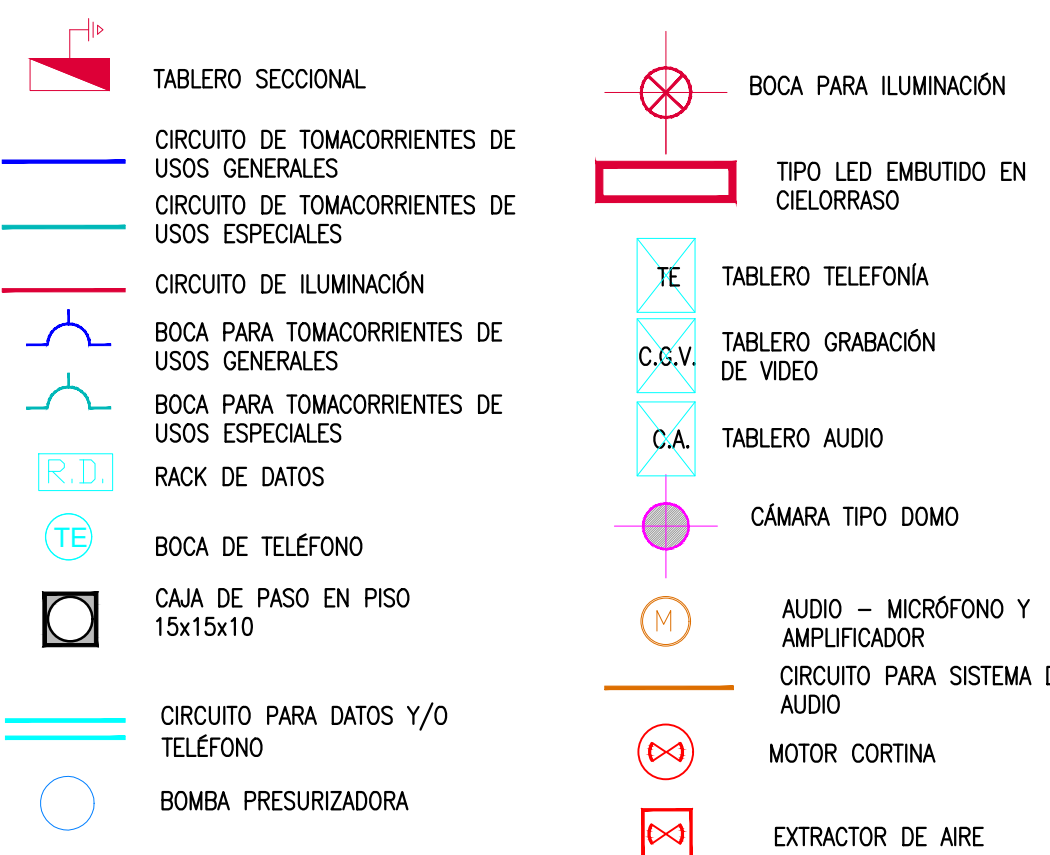 TABLERO SECCIONAL
CIRCUITO DE TOMACORRIENTES DE
USOS GENERALES
CIRCUITO DE TOMACORRIENTES DE
USOS ESPECIALES
CIRCUITO DE ILUMINACIÓN
BOCA PARA TOMACORRIENTES DE
USOS GENERALES
BOCA PARA TOMACORRIENTES DE
USOS ESPECIALES
R.D.
RACK DE DATOS
TE
BOCA DE TELÉFONO
CAJA DE PASO EN PISO
15x15x10
CIRCUITO PARA DATOS Y/O
TELÉFONO
BOMBA PRESURIZADORA
BOCA PARA ILUMINACIÓN
TIPO LED EMBUTIDO EN
CIELORRASO
TE
TABLERO TELEFONÍA
C.G.V.
TABLERO GRABACIÓN
DE VIDEO
C.A.
TABLERO AUDIO
CÁMARA TIPO DOMO
M
AUDIO – MICRÓFONO Y
AMPLIFICADOR
CIRCUITO PARA SISTEMA
AUDIO
MOTOR CORTINA
EXTRACTOR DE AIRE